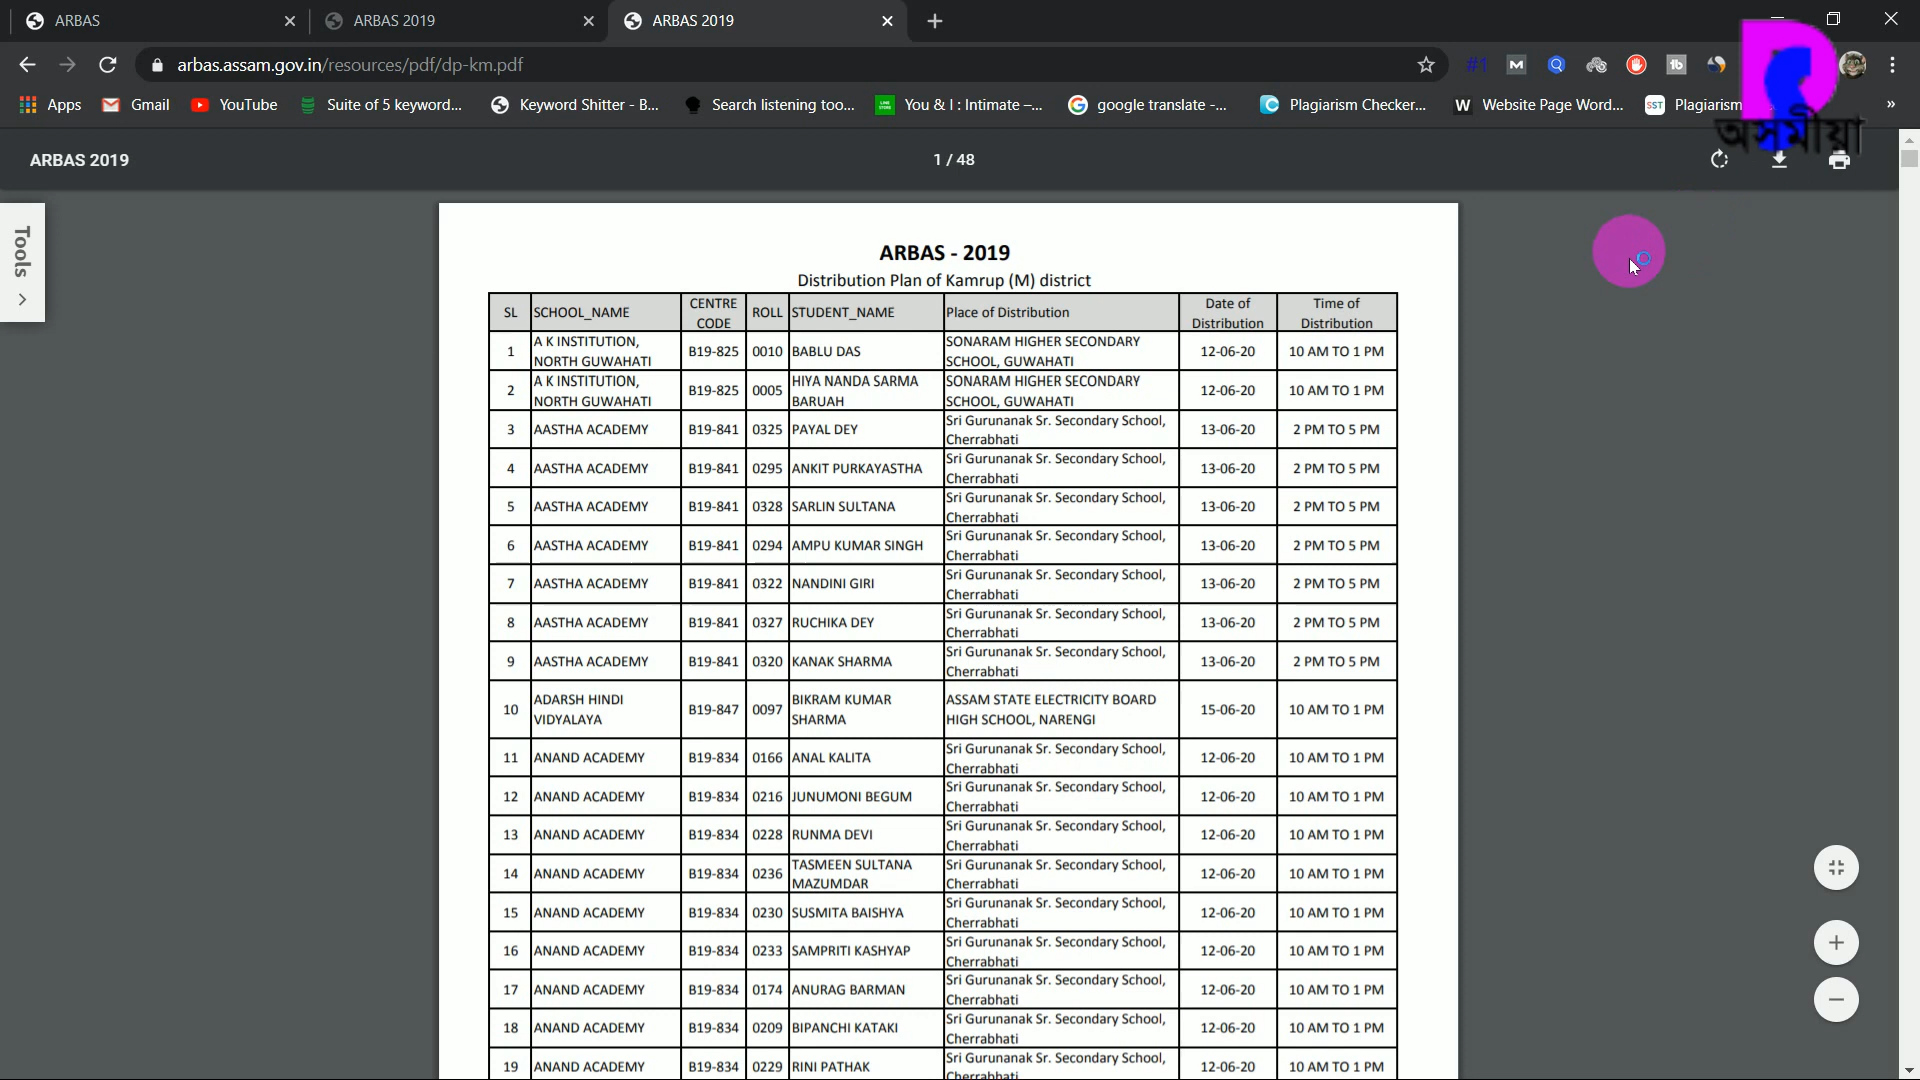 ARBAS
ARBAS 2019
ARBAS 2019
arbas.assam.gov.in/resources/pdf/dp-km.pdf
#1
Apps Gmail YouTube Suite of 5 keyword... Keyword Shitter - B... Search listening too... You & I : Intimate –... google translate -... Plagiarism Checker... W Website Page Word... SST Plagiarism »
অসমীয়া
ARBAS 2019
1 / 48
Tools
ARBAS - 2019
Distribution Plan of Kamrup (M) district
SL SCHOOL_NAME CENTRE CODE ROLL STUDENT_NAME Place of Distribution Date of Distribution Time of Distribution
1 A K INSTITUTION, NORTH GUWAHATI B19-825 0010 BABLU DAS SONARAM HIGHER SECONDARY SCHOOL, GUWAHATI 12-06-20 10 AM TO 1 PM
2 A K INSTITUTION, NORTH GUWAHATI B19-825 0005 HIYA NANDA SARMA BARUAH SONARAM HIGHER SECONDARY SCHOOL, GUWAHATI 12-06-20 10 AM TO 1 PM
3 AASTHA ACADEMY B19-841 0325 PAYAL DEY Sri Gurunanak Sr. Secondary School, Cherrabhati 13-06-20 2 PM TO 5 PM
4 AASTHA ACADEMY B19-841 0295 ANKIT PURKAYASTHA Sri Gurunanak Sr. Secondary School, Cherrabhati 13-06-20 2 PM TO 5 PM
5 AASTHA ACADEMY B19-841 0328 SARLIN SULTANA Sri Gurunanak Sr. Secondary School, Cherrabhati 13-06-20 2 PM TO 5 PM
6 AASTHA ACADEMY B19-841 0294 AMPU KUMAR SINGH Sri Gurunanak Sr. Secondary School, Cherrabhati 13-06-20 2 PM TO 5 PM
7 AASTHA ACADEMY B19-841 0322 NANDINI GIRI Sri Gurunanak Sr. Secondary School, Cherrabhati 13-06-20 2 PM TO 5 PM
8 AASTHA ACADEMY B19-841 0327 RUCHIKA DEY Sri Gurunanak Sr. Secondary School, Cherrabhati 13-06-20 2 PM TO 5 PM
9 AASTHA ACADEMY B19-841 0320 KANAK SHARMA Sri Gurunanak Sr. Secondary School, Cherrabhati 13-06-20 2 PM TO 5 PM
10 ADARSH HINDI VIDYALAYA B19-847 0097 BIKRAM KUMAR SHARMA ASSAM STATE ELECTRICITY BOARD HIGH SCHOOL, NARENGI 15-06-20 10 AM TO 1 PM
11 ANAND ACADEMY B19-834 0166 ANAL KALITA Sri Gurunanak Sr. Secondary School, Cherrabhati 12-06-20 10 AM TO 1 PM
12 ANAND ACADEMY B19-834 0216 JUNUMONI BEGUM Sri Gurunanak Sr. Secondary School, Cherrabhati 12-06-20 10 AM TO 1 PM
13 ANAND ACADEMY B19-834 0228 RUNMA DEVI Sri Gurunanak Sr. Secondary School, Cherrabhati 12-06-20 10 AM TO 1 PM
14 ANAND ACADEMY B19-834 0236 TASMEEN SULTANA MAZUMDAR Sri Gurunanak Sr. Secondary School, Cherrabhati 12-06-20 10 AM TO 1 PM
15 ANAND ACADEMY B19-834 0230 SUSMITA BAISHYA Sri Gurunanak Sr. Secondary School, Cherrabhati 12-06-20 10 AM TO 1 PM
16 ANAND ACADEMY B19-834 0233 SAMPRITI KASHYAP Sri Gurunanak Sr. Secondary School, Cherrabhati 12-06-20 10 AM TO 1 PM
17 ANAND ACADEMY B19-834 0174 ANURAG BARMAN Sri Gurunanak Sr. Secondary School, Cherrabhati 12-06-20 10 AM TO 1 PM
18 ANAND ACADEMY B19-834 0209 BIPANCHI KATAKI Sri Gurunanak Sr. Secondary School, Cherrabhati 12-06-20 10 AM TO 1 PM
19 ANAND ACADEMY B19-834 0229 RINI PATHAK Sri Gurunanak Sr. Secondary School, Cherrabhati 12-06-20 10 AM TO 1 PM